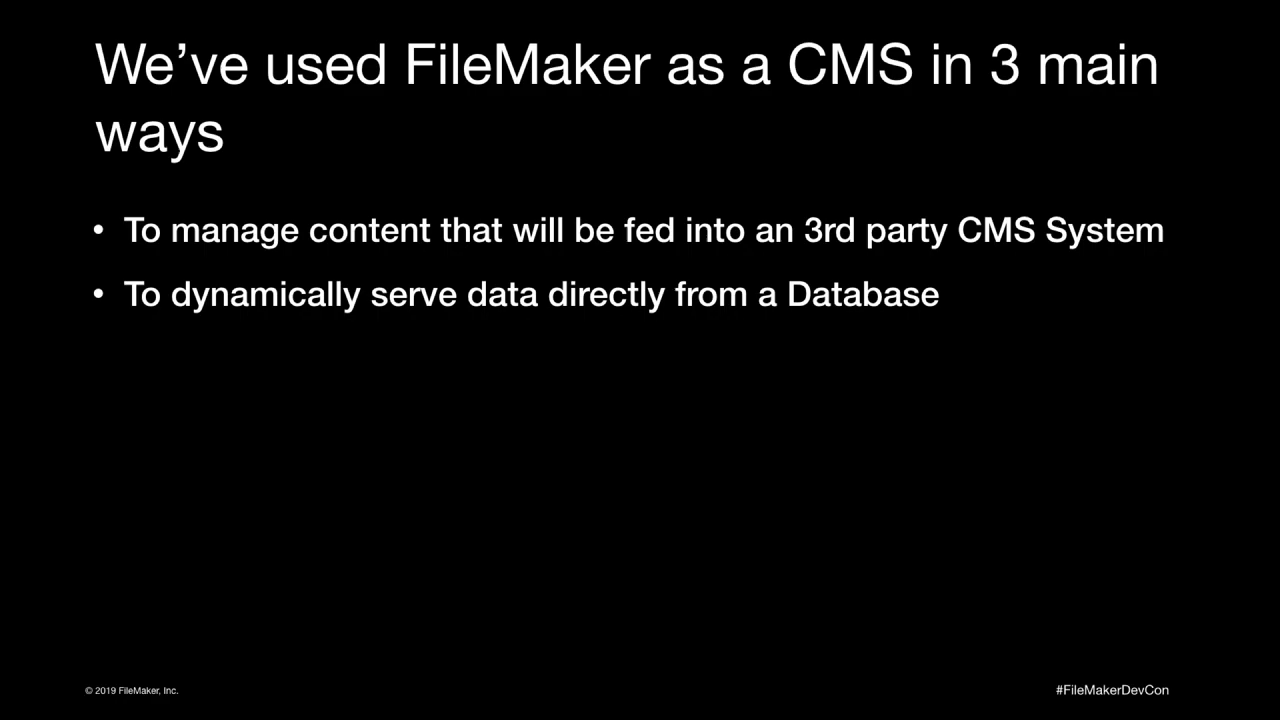 We’ve used FileMaker as a CMS in 3 main
ways
• To manage content that will be fed into an 3rd party CMS System
• To dynamically serve data directly from a Database
© 2019 FileMaker, Inc.
#FileMakerDevCon